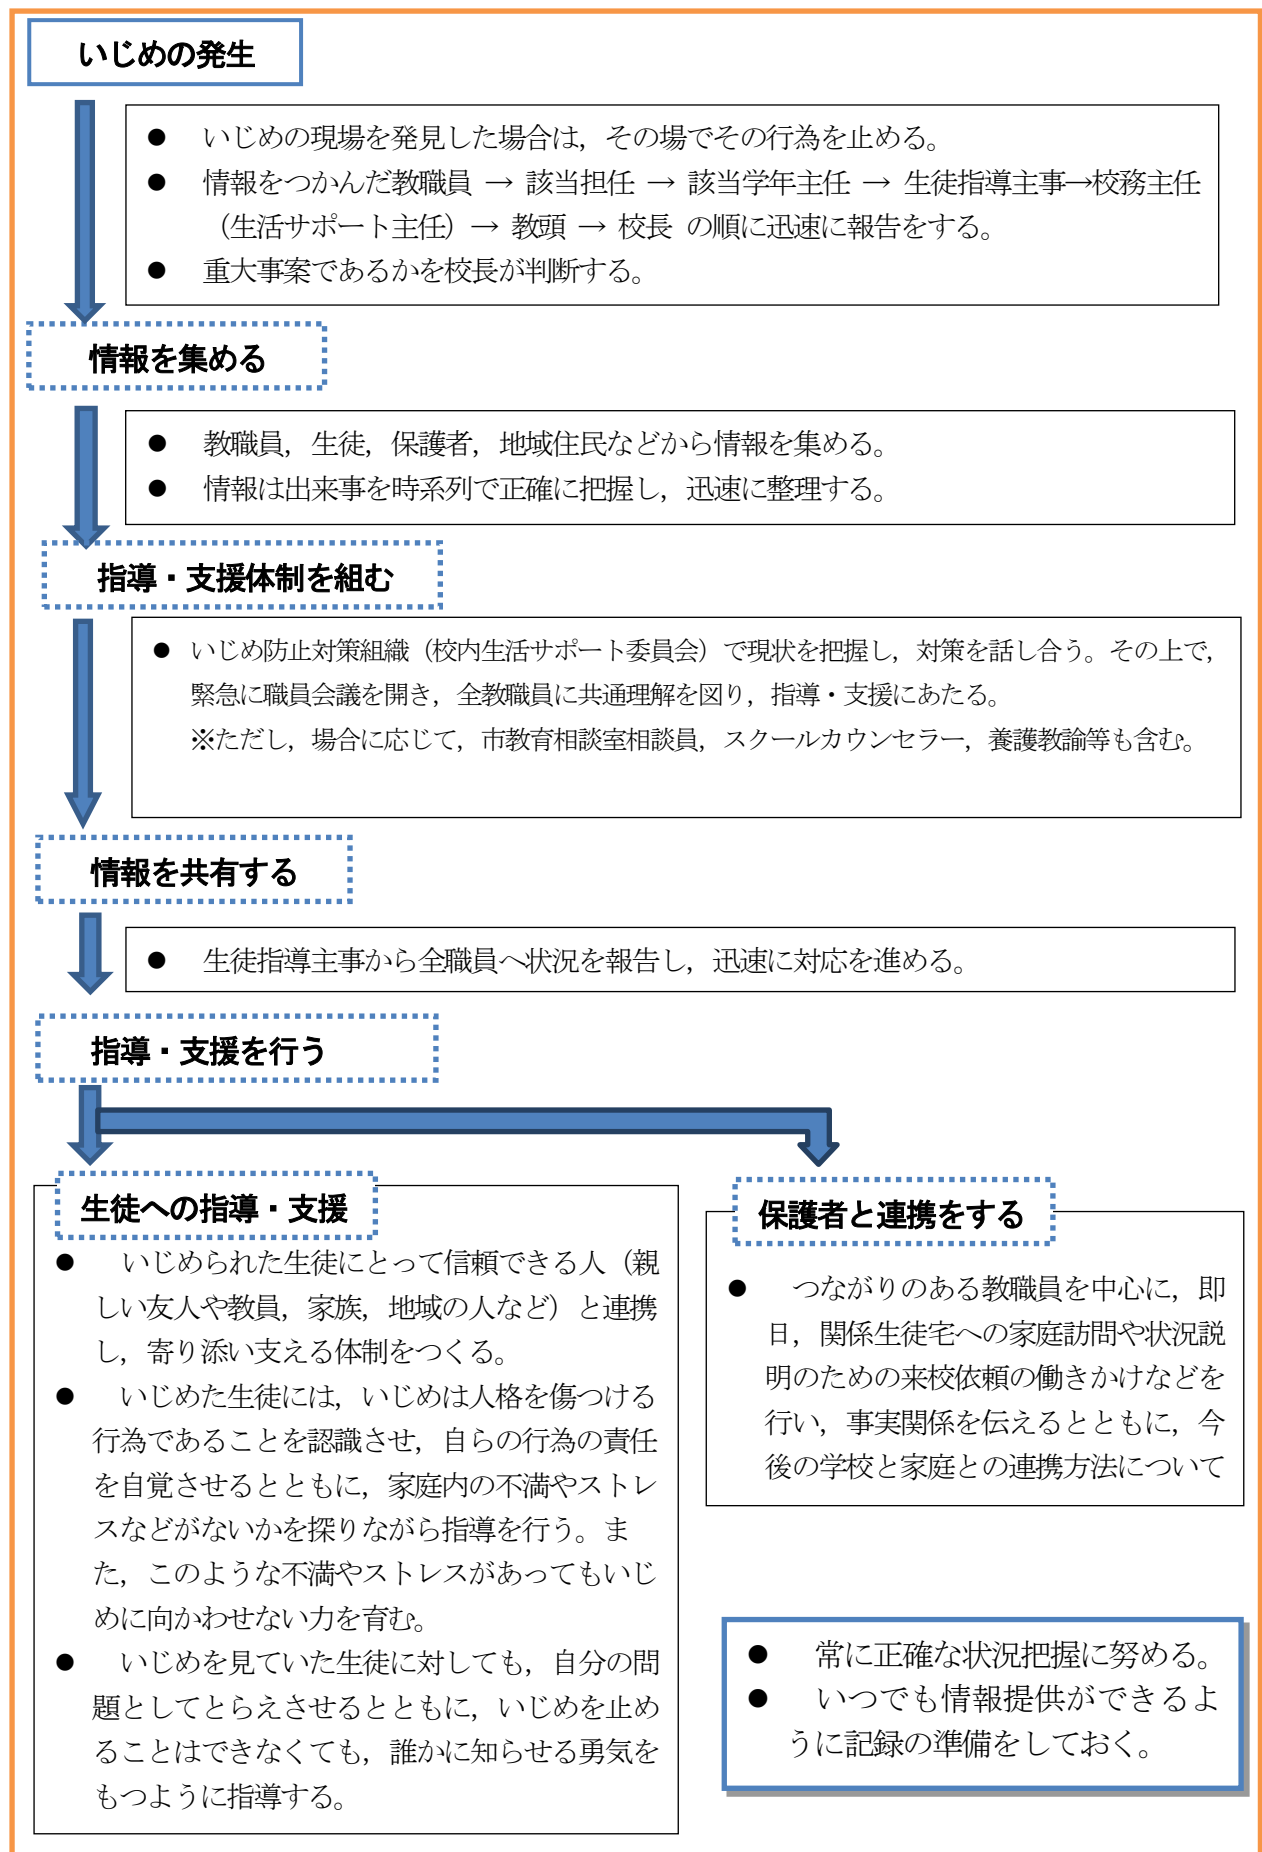 いじめの発生
● いじめの現場を発見した場合は，その場でその行為を止める。
● 情報をつかんだ教職員 → 該当担任 → 該当学年主任 → 生徒指導主事→校務主任
（生活サポート主任）→ 教頭 → 校長 の順に迅速に報告をする。
● 重大事案であるかを校長が判断する。
情報を集める
● 教職員，生徒，保護者，地域住民などから情報を集める。
● 情報は出来事を時系列で正確に把握し，迅速に整理する。
指導・支援体制を組む
● いじめ防止対策組織（校内生活サポート委員会）で現状を把握し，対策を話し合う。その上で，
緊急に職員会議を開き，全教職員に共通理解を図り，指導・支援にあたる。
※ただし，場合に応じて，市教育相談室相談員，スクールカウンセラー，養護教諭等も含む。
情報を共有する
● 生徒指導主事から全職員へ状況を報告し，迅速に対応を進める。
指導・支援を行う
生徒への指導・支援
● いじめられた生徒にとって信頼できる人（親
しい友人や教員，家族，地域の人など）と連携
し，寄り添い支える体制をつくる。
● いじめた生徒には，いじめは人格を傷つける
行為であることを認識させ，自らの行為の責任
を自覚させるとともに，家庭内の不満やストレ
スなどがないかを探りながら指導を行う。ま
た，このような不満やストレスがあってもいじ
めに向かわせない力を育む。
● いじめを見ていた生徒に対しても，自分の問
題としてとらえさせるとともに，いじめを止め
ることはできなくても，誰かに知らせる勇気を
もつように指導する。
保護者と連携をする
● つながりのある教職員を中心に，即
日，関係生徒宅への家庭訪問や状況説
明のための来校依頼の働きかけなどを
行い，事実関係を伝えるとともに，今
後の学校と家庭との連携方法について
● 常に正確な状況把握に努める。
● いつでも情報提供ができるよ
うに記録の準備をしておく。